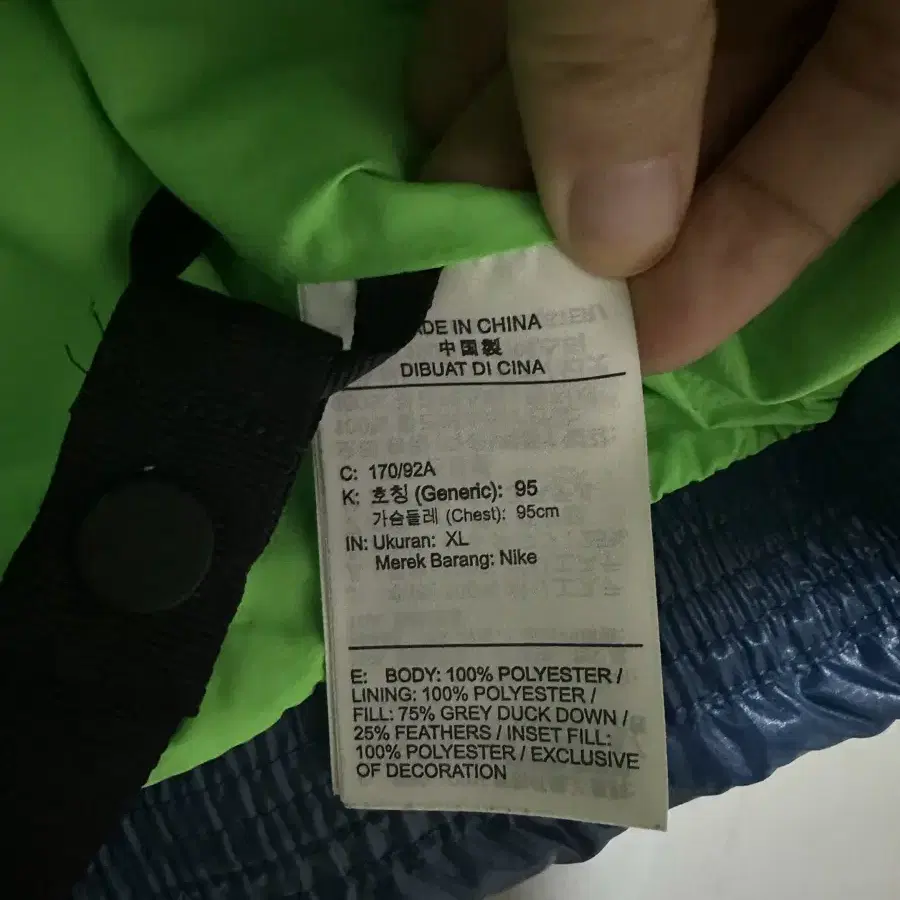 ADE IN CHINA
中国製
DIBUAT DI CINA
C: 170/92A
K: 호칭 (Generic): 95
가슴둘레 (Chest): 95cm
IN: Ukuran: XL
Merek Barang: Nike
E: BODY: 100% POLYESTER /
LINING: 100% POLYESTER /
FILL: 75% GREY DUCK DOWN /
25% FEATHERS / INSET FILL:
100% POLYESTER / EXCLUSIVE
OF DECORATION